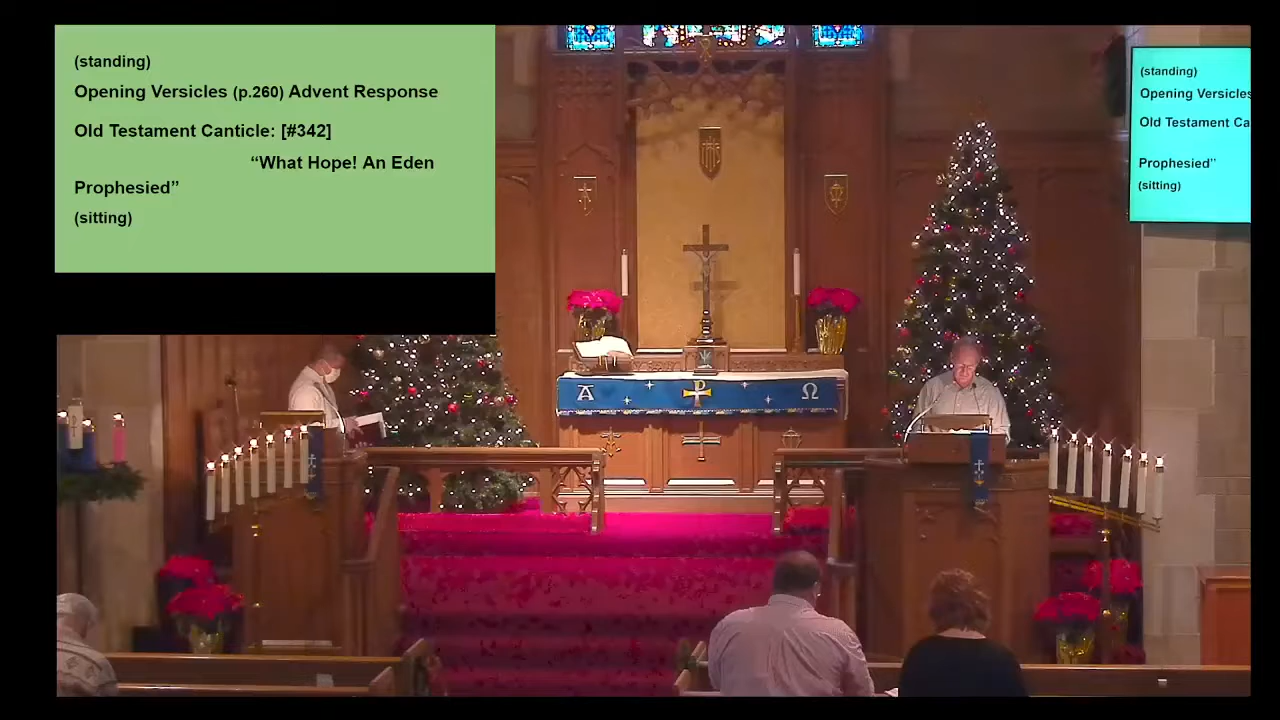 (standing)
Opening Versicles (p.260) Advent Response
Old Testament Canticle: [#342]
“What Hope! An Eden
Prophesied”
(sitting)
(standing)
Opening Versicles
Old Testament Ca
Prophesied”
(sitting)
Α
Ω